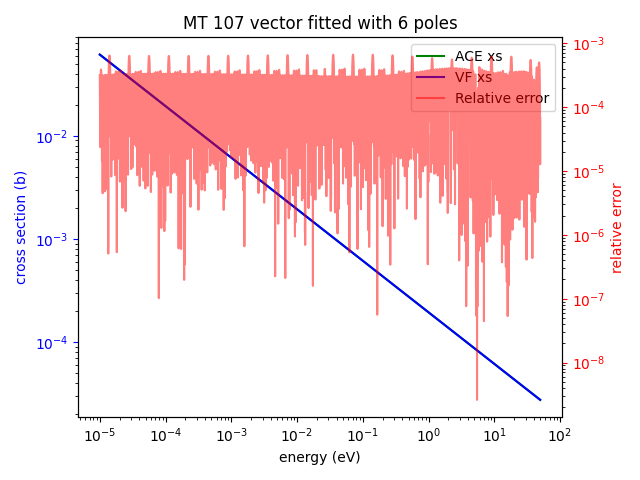 MT 107 vector fitted with 6 poles
ACE xs
VF xs
Relative error
cross section (b)
10⁻²
10⁻³
10⁻⁴
10⁻³
10⁻⁴
10⁻⁵
10⁻⁶
10⁻⁷
10⁻⁸
relative error
10⁻⁵ 10⁻⁴ 10⁻³ 10⁻² 10⁻¹ 10⁰ 10¹ 10²
energy (eV)